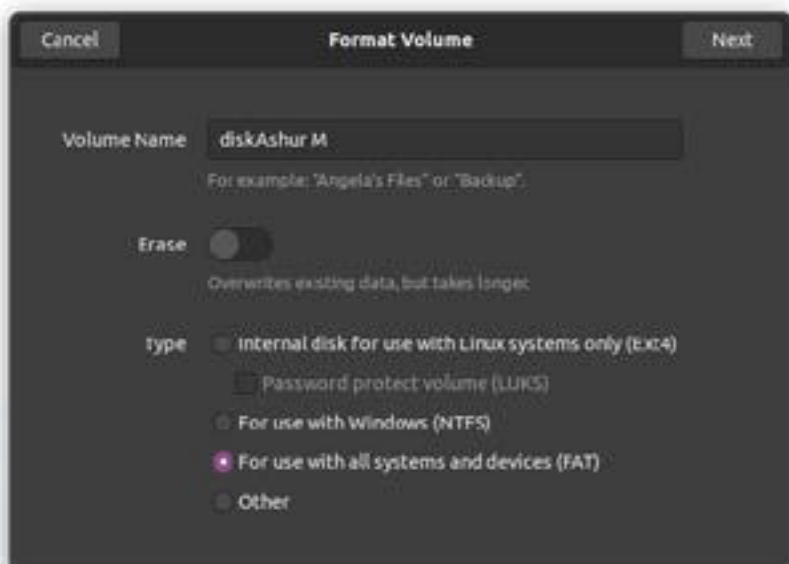 Cancel Format Volume Next
Volume Name diskAshur M
For example: "Angela's Files" or "Backup".
Erase
Overwrites existing data, but takes longer.
Type Internal disk for use with Linux systems only (Ext4)
Password protect volume (LUKS)
For use with Windows (NTFS)
For use with all systems and devices (FAT)
Other